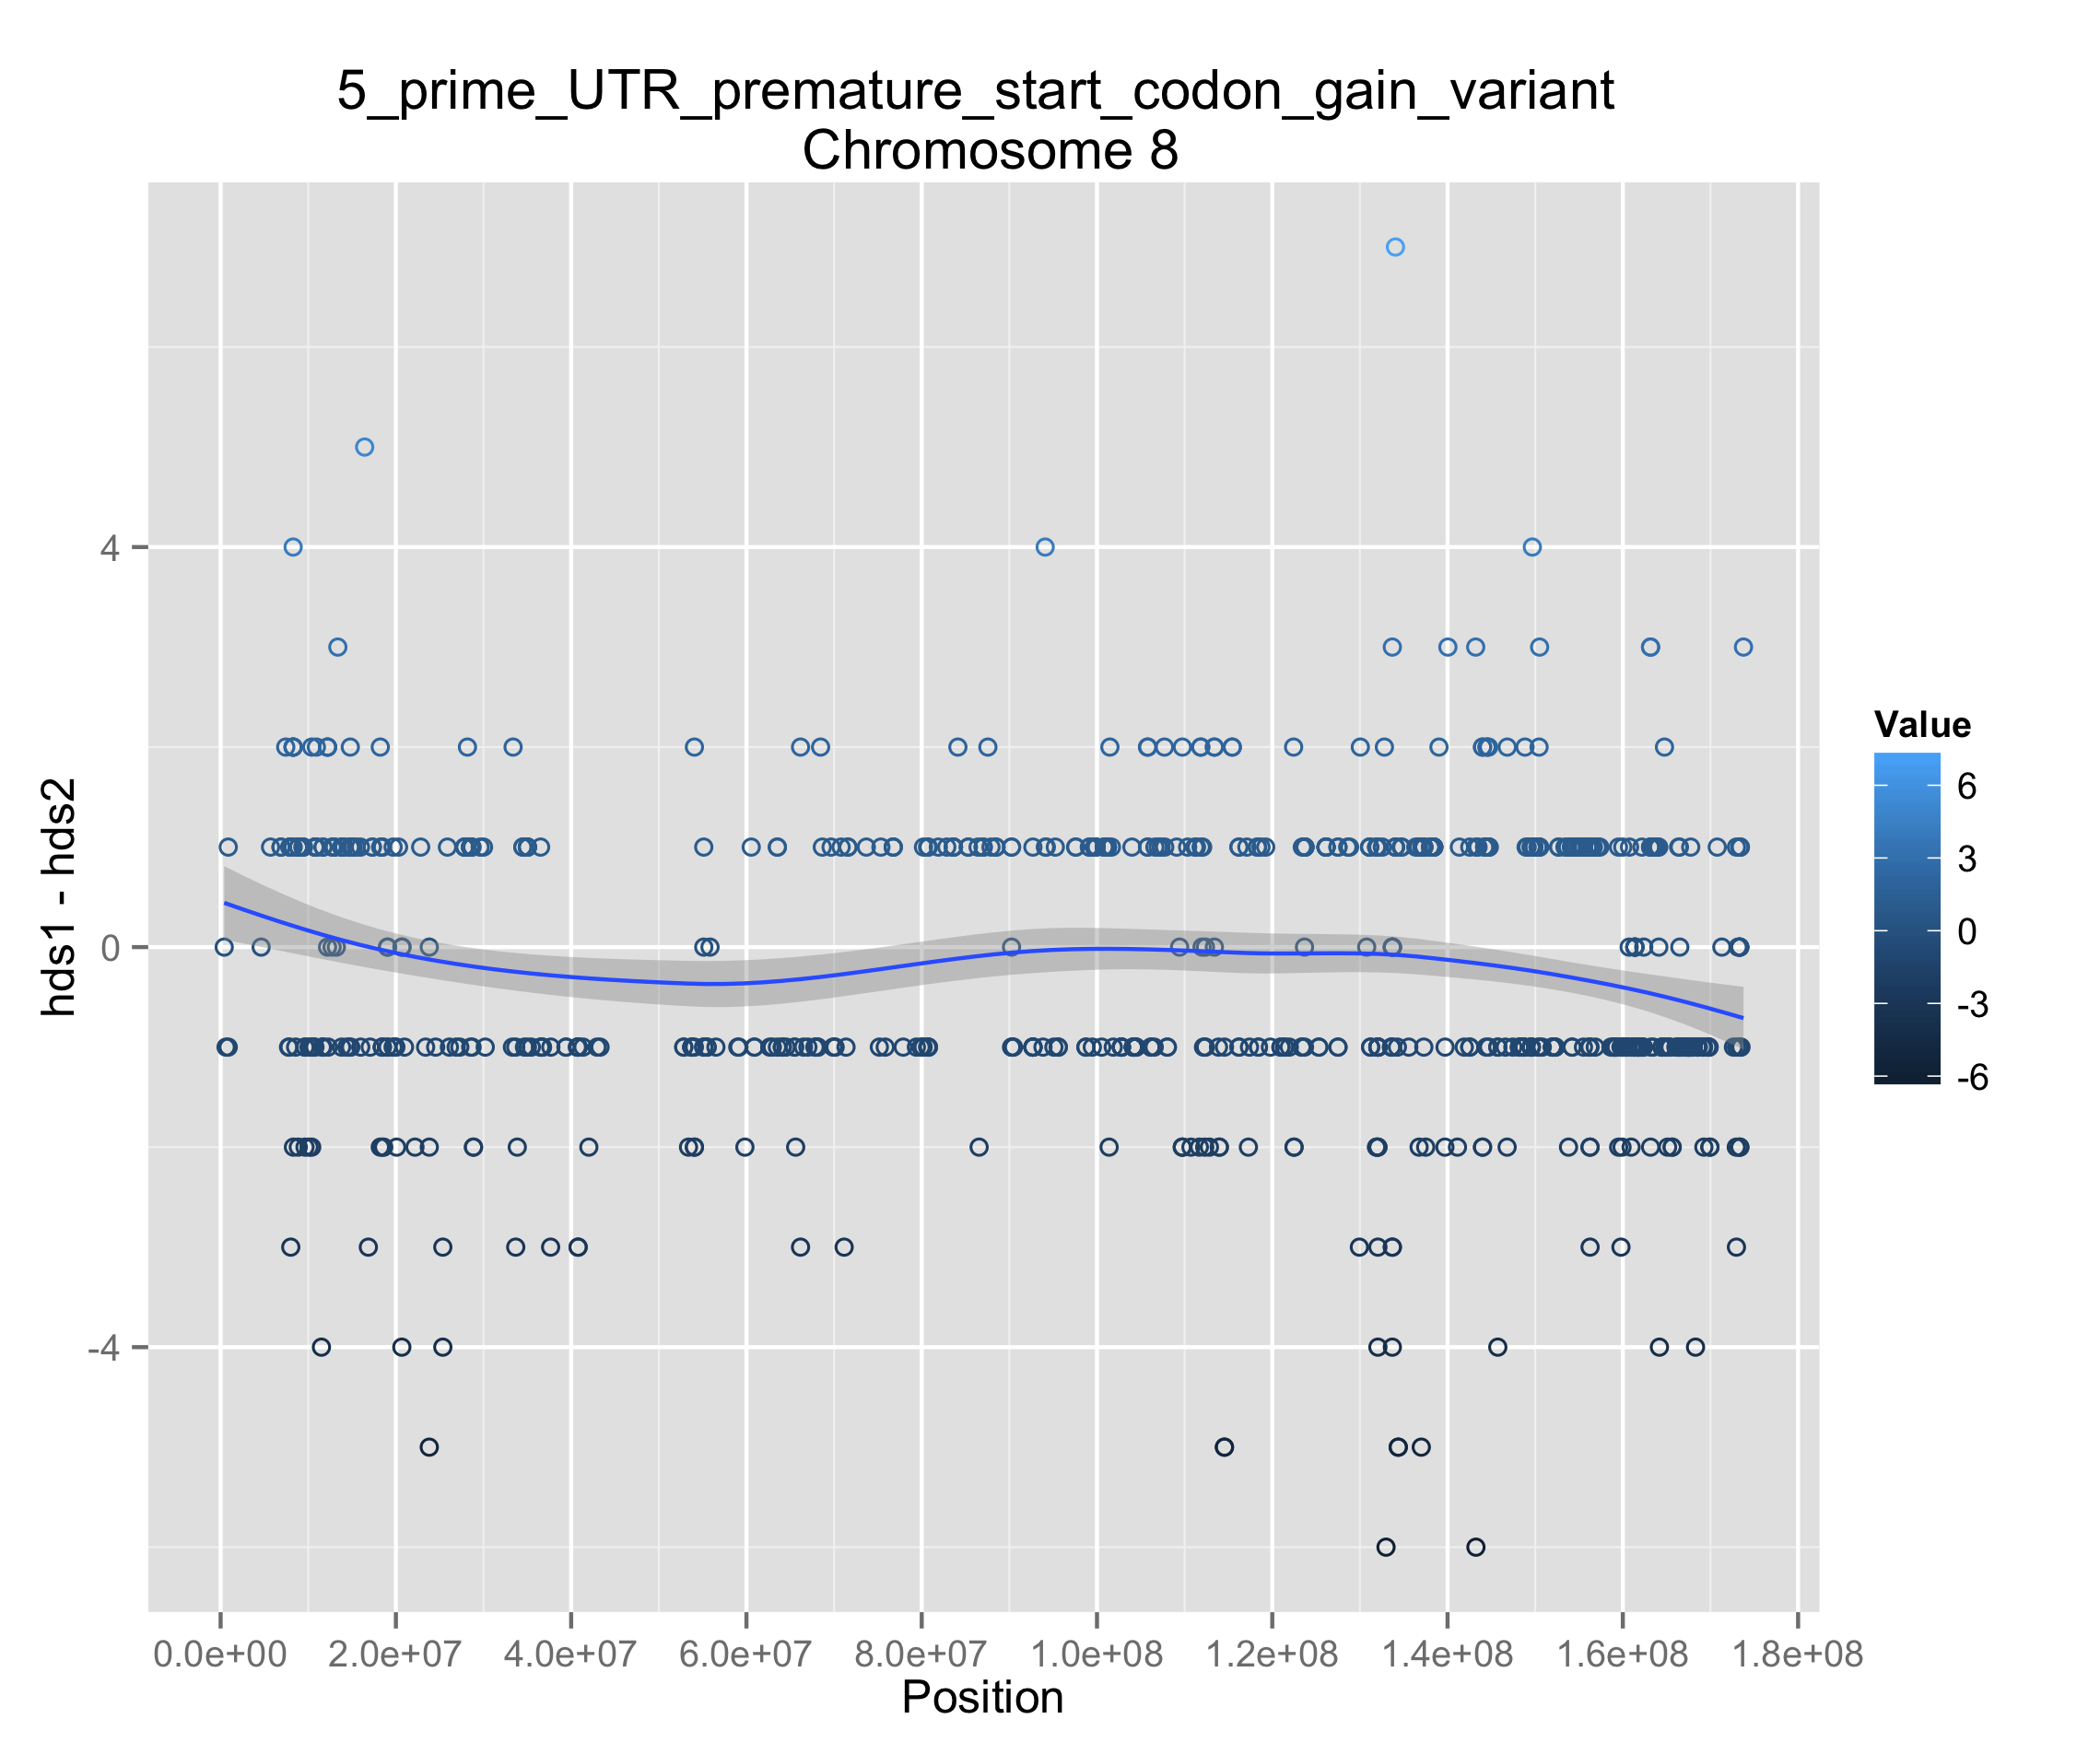 5_prime_UTR_premature_start_codon_gain_variant
Chromosome 8
hds1 - hds2
4
0
-4
0.0e+00 2.0e+07 4.0e+07 6.0e+07 8.0e+07 1.0e+08 1.2e+08 1.4e+08 1.6e+08 1.8e+08
Position
Value
6
3
0
-3
-6